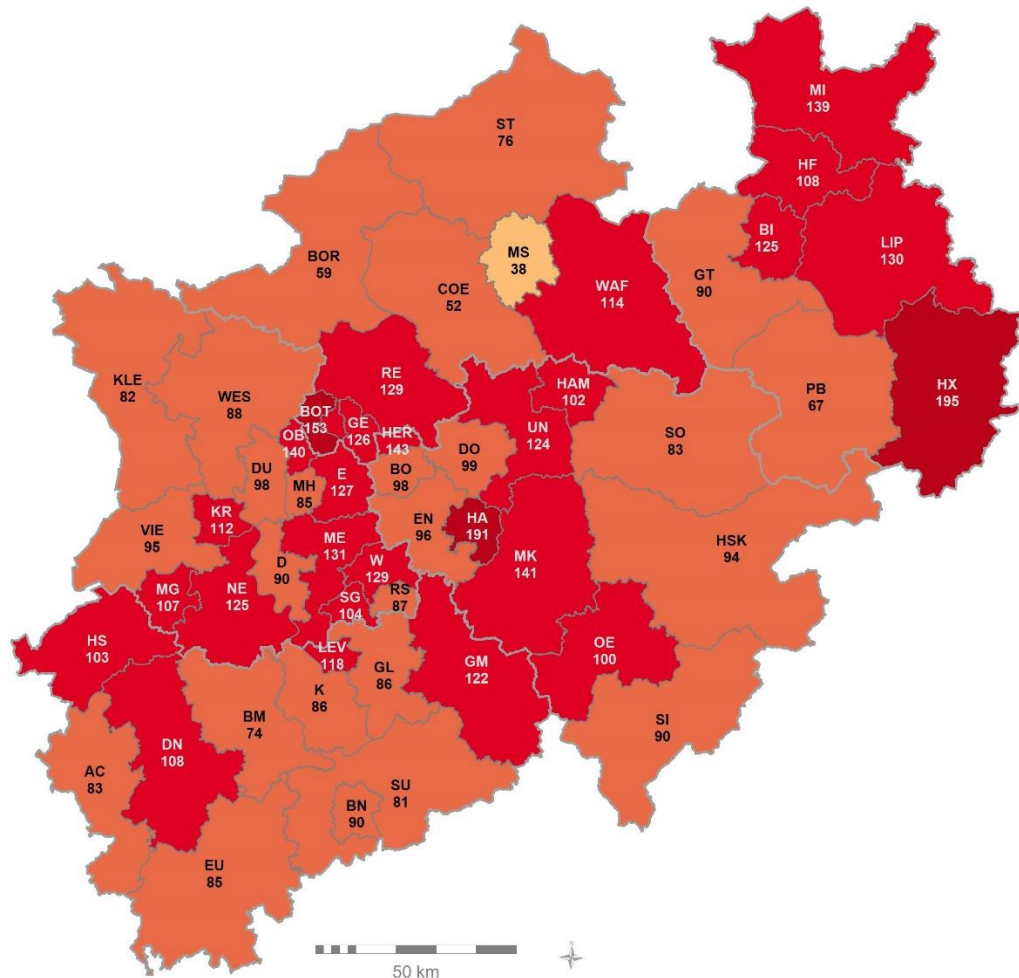 MI
139
ST
76
HF
108
BI
125
LIP
130
MS
38
BOR
59
GT
90
COE
52
WAF
114
RE
129
KLE
82
WES
88
HAM
102
PB
67
HX
195
BOT
153
GE
126
HER
143
OB
140
UN
124
SO
83
DO
99
BO
98
DU
98
MH
85
E
127
KR
112
EN
96
HA
191
VIE
95
ME
131
HSK
94
D
90
W
129
MK
141
MG
107
NE
125
SG
104
RS
87
HS
103
LEV
118
OE
100
GL
86
GM
122
K
86
BM
74
SI
90
DN
108
AC
83
SU
81
BN
90
EU
85
N
50 km